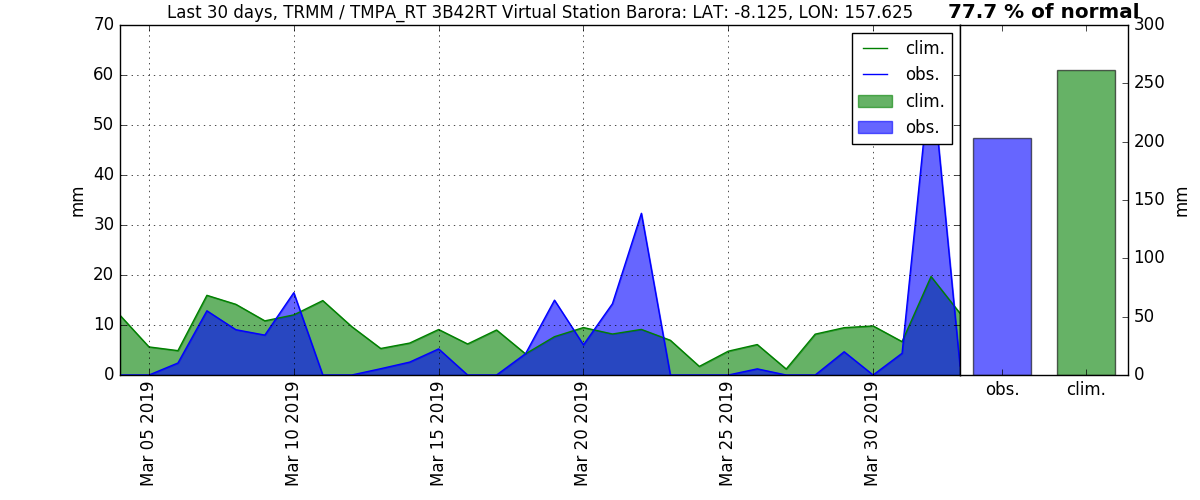 Last 30 days, TRMM / TMPA_RT 3B42RT Virtual Station Barora: LAT: -8.125, LON: 157.625
77.7 % of normal
70
60
50
40
30
20
10
0
mm
clim.
obs.
clim.
obs.
300
250
200
150
100
50
0
mm
Mar 05 2019
Mar 10 2019
Mar 15 2019
Mar 20 2019
Mar 25 2019
Mar 30 2019
obs.
clim.